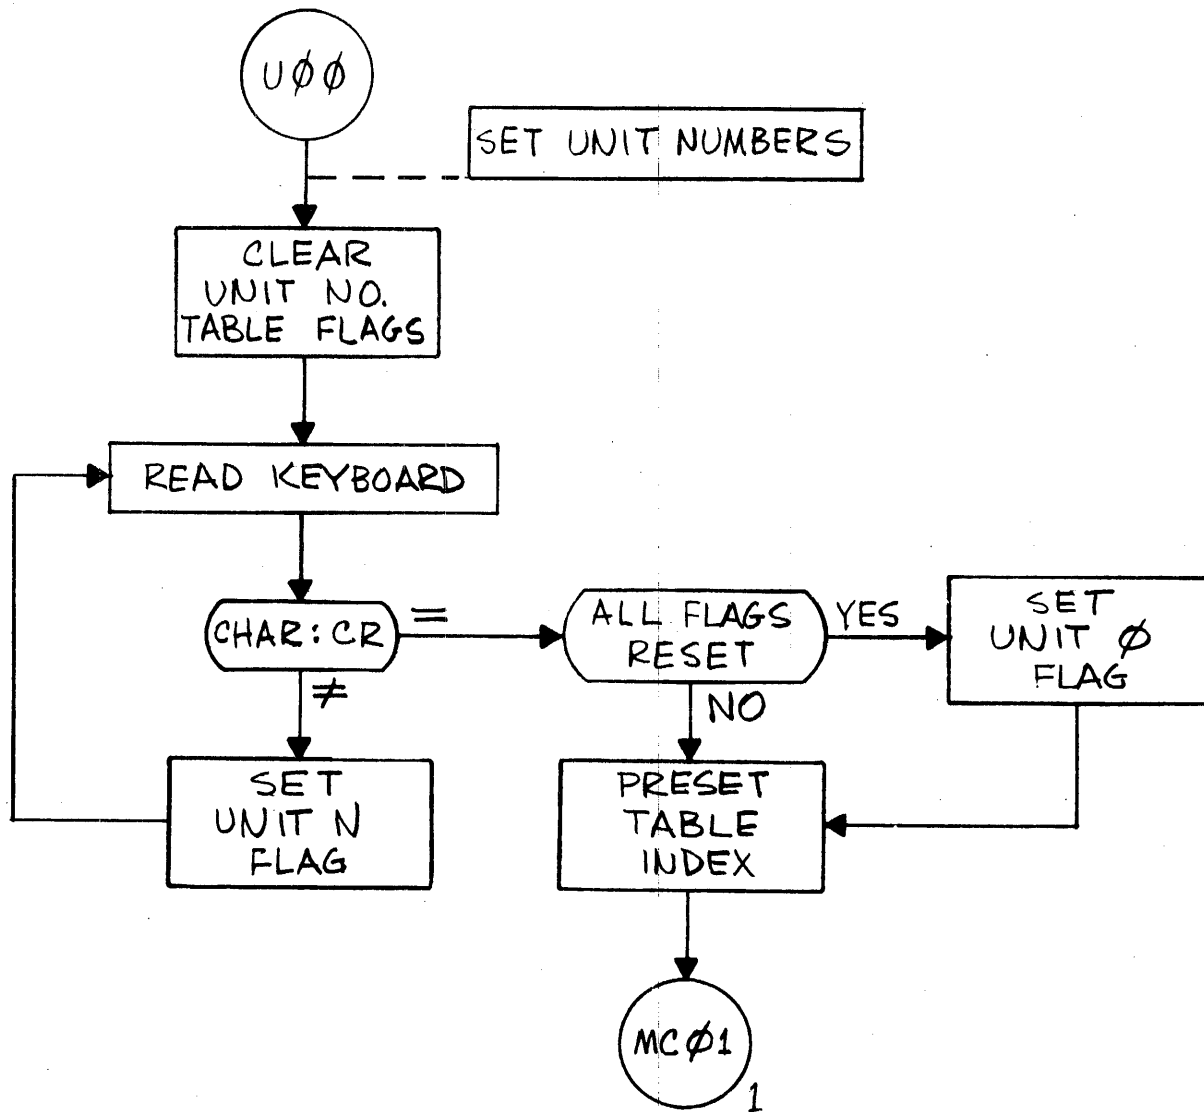 UØØ
SET UNIT NUMBERS
CLEAR
UNIT NO.
TABLE FLAGS
READ KEYBOARD
CHAR: CR
=
≠
ALL FLAGS
RESET
YES
NO
SET
UNIT Ø
FLAG
SET
UNIT N
FLAG
PRESET
TABLE
INDEX
MCØ1
1